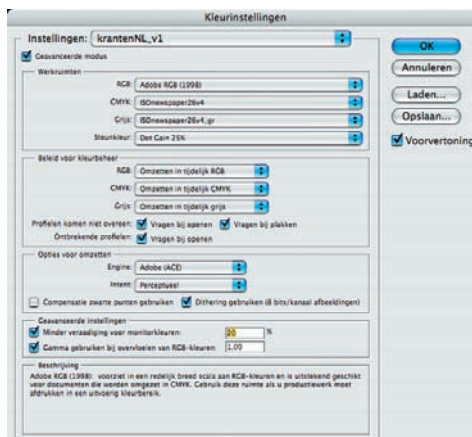 Kleurinstellingen
Instellingen: krantenNL_v1
OK
Geavanceerde modus
Annuleren
Werkruimten
Laden...
RGB: Adobe RGB (1998)
CMYK: ISOnewspaper26v4
Opslaan...
Grijs: ISOnewspaper26v4_gr
Steunkleur: Dot Gain 25%
Voorvertoning
Beleid voor kleurbeheer
RGB: Omzetten in tijdelijk RGB
CMYK: Omzetten in tijdelijk CMYK
Grijs: Omzetten in tijdelijk grijs
Profielen komen niet overeen: Vragen bij openen Vragen bij plakken
Ontbrekende profielen: Vragen bij openen
Opties voor omzetten
Engine: Adobe (ACE)
Intent: Perceptueel
Compensatie zwarte punten gebruiken Dithering gebruiken (8 bits/kanaal afbeeldingen)
Geavanceerde instellingen
Minder verzadiging voor monitorkleuren: 20 %
Gamma gebruiken bij overvloeien van RGB-kleuren: 1,00
Beschrijving
Adobe RGB (1998): voorziet in een redelijk breed scala aan RGB-kleuren en is uitstekend geschikt
voor documenten die worden omgezet in CMYK. Gebruik deze ruimte als u productiewerk moet
afdrukken in een uitvoerig kleurbereik.